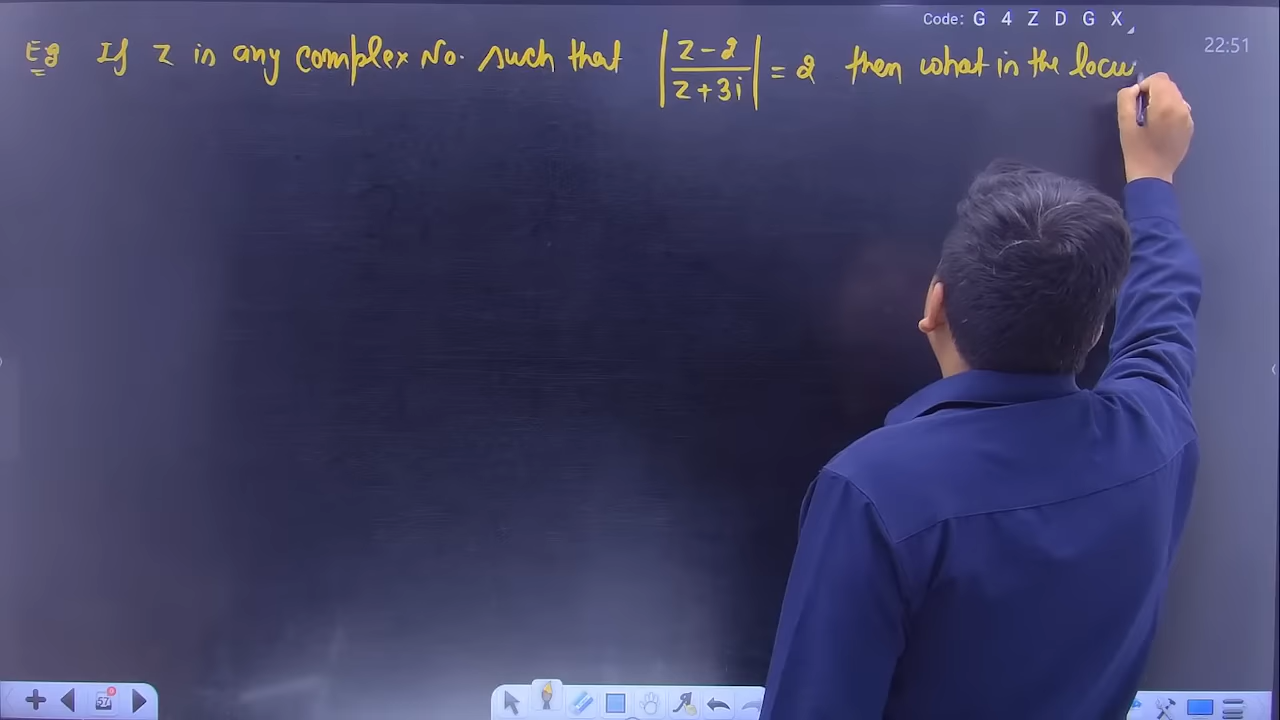 Code: G 4 Z D G X
22:51
Eg If z is any complex No. such that |z-2/z+3i| = 2 then what is the locu
57